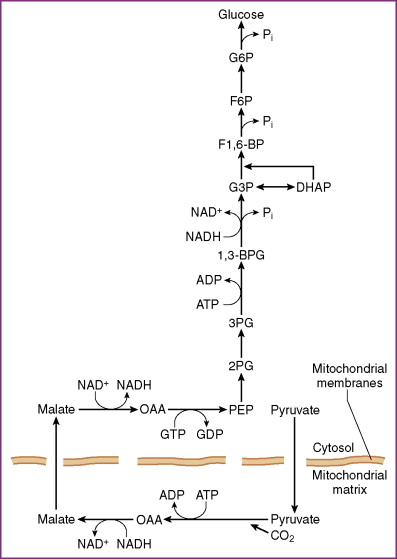 Glucose
Pi
G6P
F6P
Pi
F1,6-BP
G3P DHAP
NAD+ Pi
NADH
1,3-BPG
ADP
ATP
3PG
2PG
Mitochondrial
membranes
NAD+ NADH
Malate OAA PEP Pyruvate
GTP GDP
Cytosol
Mitochondrial
matrix
ADP ATP
Malate OAA Pyruvate
CO2
NAD+ NADH